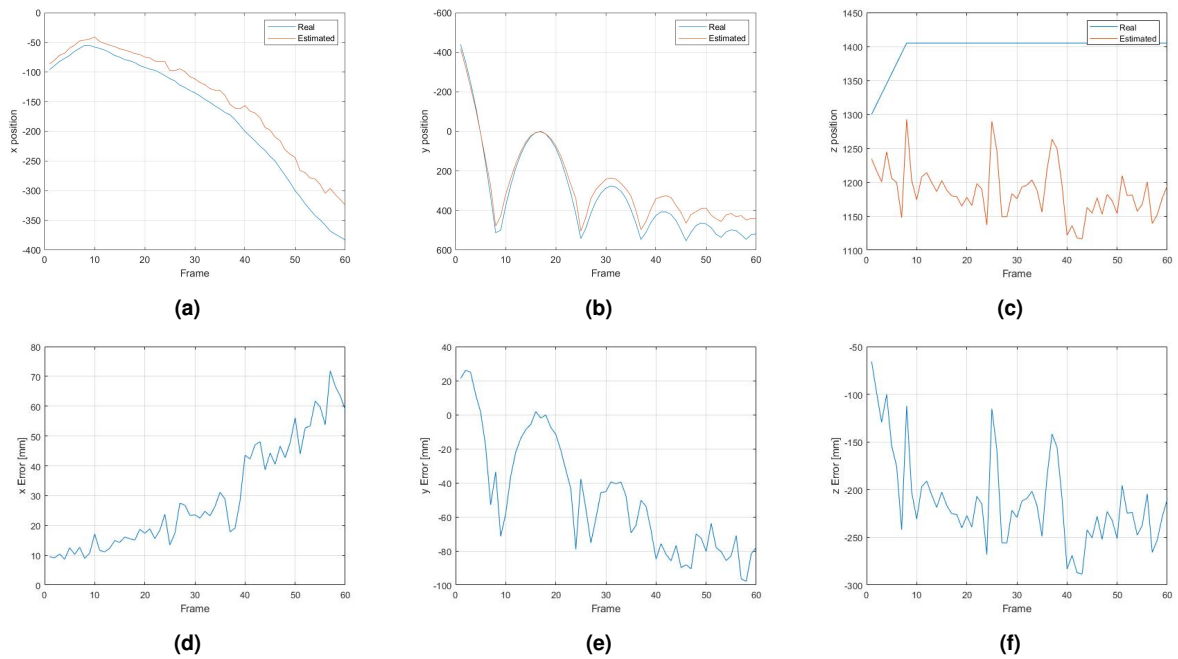 0
-50
-100
-150
-200
-250
-300
-350
-400
x position
0 10 20 30 40 50 60
Frame
Real
Estimated
(a)
-600
-400
-200
0
200
400
600
y position
0 10 20 30 40 50 60
Frame
Real
Estimated
(b)
1450
1400
1350
1300
1250
1200
1150
1100
z position
0 10 20 30 40 50 60
Frame
Real
Estimated
(c)
80
70
60
50
40
30
20
10
0
x Error [mm]
0 10 20 30 40 50 60
Frame
(d)
40
20
0
-20
-40
-60
-80
-100
y Error [mm]
0 10 20 30 40 50 60
Frame
(e)
-50
-100
-150
-200
-250
-300
z Error [mm]
0 10 20 30 40 50 60
Frame
(f)